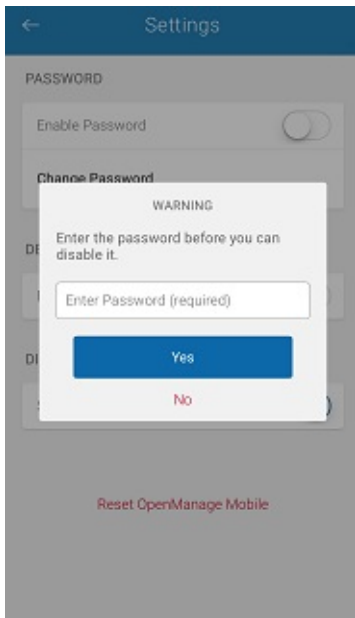 Settings
PASSWORD
Enable Password
Change Password
WARNING
Enter the password before you can
disable it.
Enter Password (required)
Yes
No
Reset OpenManage Mobile